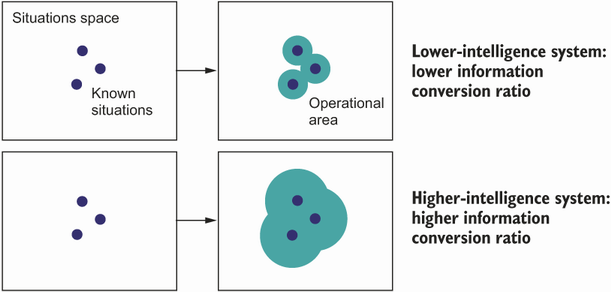 Situations space
Known
situations
Operational
area
Lower-intelligence system:
lower information
conversion ratio
Higher-intelligence system:
higher information
conversion ratio